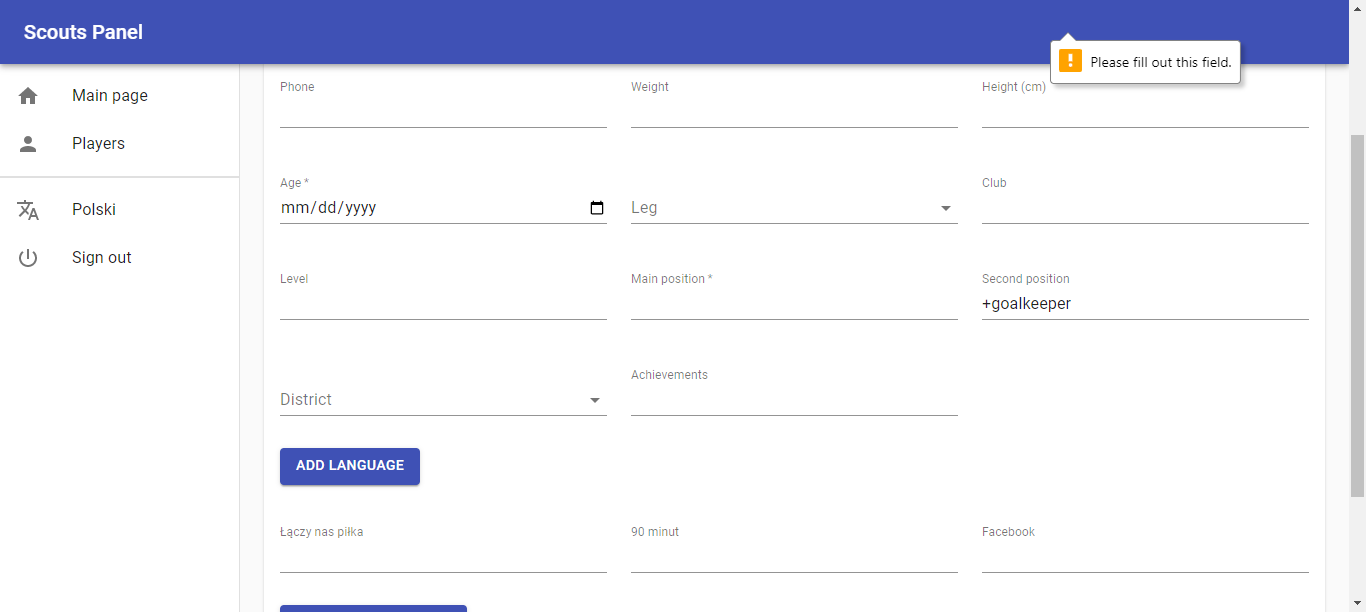 Scouts Panel
Please fill out this field.
Main page
Players
Polski
Sign out
Phone
Weight
Height (cm)
Age *
mm/dd/yyyy
Leg
Club
Level
Main position *
Second position
+goalkeeper
District
Achievements
ADD LANGUAGE
Łączy nas piłka
90 minut
Facebook